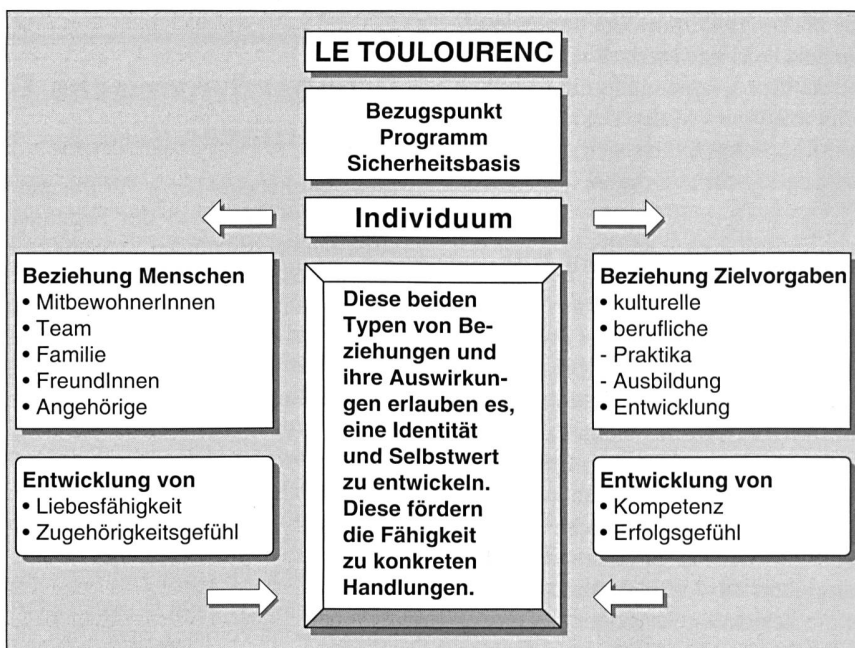 LE TOULOURENC
Bezugspunkt
Programm
Sicherheitsbasis
Individuum
Beziehung Menschen
• MitbewohnerInnen
• Team
• Familie
• FreundInnen
• Angehörige
Entwicklung von
• Liebesfähigkeit
• Zugehörigkeitsgefühl
Diese beiden
Typen von Be-
ziehungen und
ihre Auswirkun-
gen erlauben es,
eine Identität
und Selbstwert
zu entwickeln.
Diese fördern
die Fähigkeit
zu konkreten
Handlungen.
Beziehung Zielvorgaben
• kulturelle
• berufliche
- Praktika
- Ausbildung
• Entwicklung
Entwicklung von
• Kompetenz
• Erfolgsgefühl